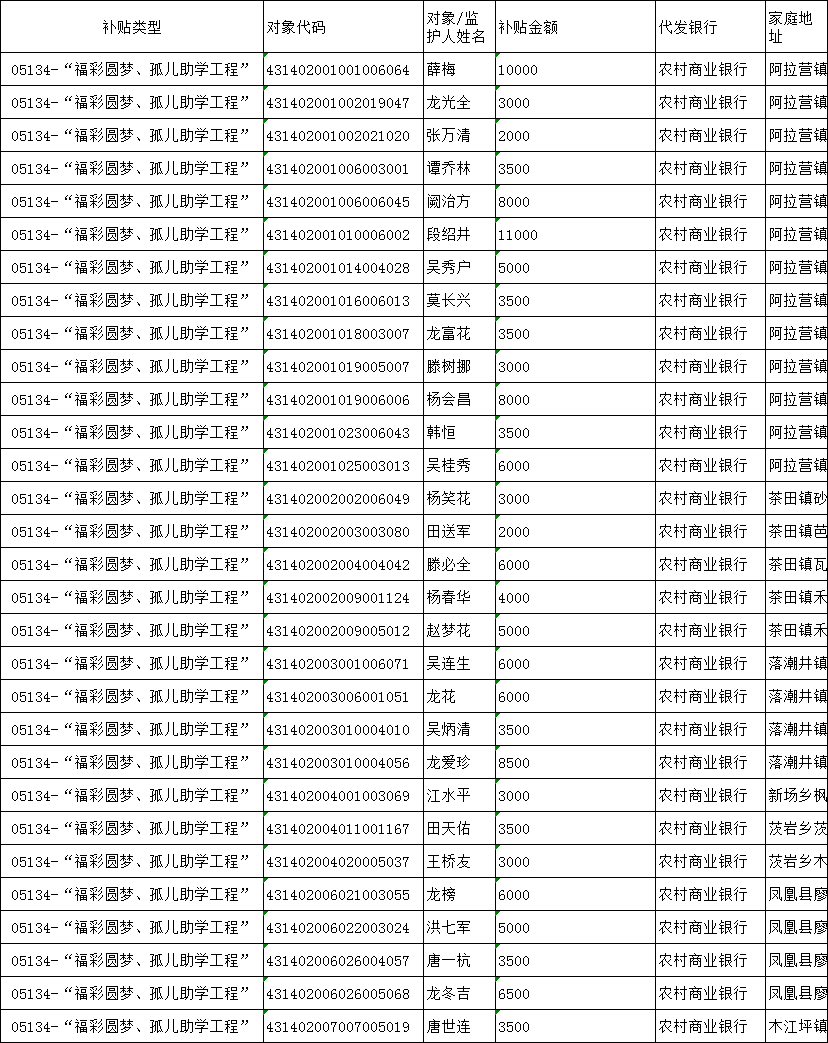 补贴类型 对象代码 对象/监护人姓名 补贴金额 代发银行 家庭地址
05134-“福彩圆梦、孤儿助学工程” 431402001001006064 薛梅 10000 农村商业银行 阿拉营镇
05134-“福彩圆梦、孤儿助学工程” 431402001002019047 龙光全 3000 农村商业银行 阿拉营镇
05134-“福彩圆梦、孤儿助学工程” 431402001002021020 张万清 2000 农村商业银行 阿拉营镇
05134-“福彩圆梦、孤儿助学工程” 431402001006003001 谭乔林 3500 农村商业银行 阿拉营镇
05134-“福彩圆梦、孤儿助学工程” 431402001006006045 阙治方 8000 农村商业银行 阿拉营镇
05134-“福彩圆梦、孤儿助学工程” 431402001010006002 段绍井 11000 农村商业银行 阿拉营镇
05134-“福彩圆梦、孤儿助学工程” 431402001014004028 吴秀户 5000 农村商业银行 阿拉营镇
05134-“福彩圆梦、孤儿助学工程” 431402001016006013 莫长兴 3500 农村商业银行 阿拉营镇
05134-“福彩圆梦、孤儿助学工程” 431402001018003007 龙富花 3500 农村商业银行 阿拉营镇
05134-“福彩圆梦、孤儿助学工程” 431402001019005007 滕树挪 3000 农村商业银行 阿拉营镇
05134-“福彩圆梦、孤儿助学工程” 431402001019006006 杨会昌 8000 农村商业银行 阿拉营镇
05134-“福彩圆梦、孤儿助学工程” 431402001023006043 韩恒 3500 农村商业银行 阿拉营镇
05134-“福彩圆梦、孤儿助学工程” 431402001025003013 吴桂秀 6000 农村商业银行 阿拉营镇
05134-“福彩圆梦、孤儿助学工程” 431402002002006049 杨笑花 3000 农村商业银行 茶田镇砂
05134-“福彩圆梦、孤儿助学工程” 431402002003003080 田送军 2000 农村商业银行 茶田镇芭
05134-“福彩圆梦、孤儿助学工程” 431402002004004042 滕必全 6000 农村商业银行 茶田镇瓦
05134-“福彩圆梦、孤儿助学工程” 431402002009001124 杨春华 4000 农村商业银行 茶田镇禾
05134-“福彩圆梦、孤儿助学工程” 431402002009005012 赵梦花 5000 农村商业银行 茶田镇禾
05134-“福彩圆梦、孤儿助学工程” 431402003001006071 吴连生 6000 农村商业银行 落潮井镇
05134-“福彩圆梦、孤儿助学工程” 431402003006001051 龙花 6000 农村商业银行 落潮井镇
05134-“福彩圆梦、孤儿助学工程” 431402003010004010 吴炳清 3500 农村商业银行 落潮井镇
05134-“福彩圆梦、孤儿助学工程” 431402003010004056 龙爱珍 8500 农村商业银行 落潮井镇
05134-“福彩圆梦、孤儿助学工程” 431402004001003069 江水平 3000 农村商业银行 新场乡枫
05134-“福彩圆梦、孤儿助学工程” 431402004011001167 田天佑 3500 农村商业银行 茨岩乡茨
05134-“福彩圆梦、孤儿助学工程” 431402004020005037 王桥友 3000 农村商业银行 茨岩乡木
05134-“福彩圆梦、孤儿助学工程” 431402006021003055 龙榜 6000 农村商业银行 凤凰县廖
05134-“福彩圆梦、孤儿助学工程” 431402006022003024 洪七军 5000 农村商业银行 凤凰县廖
05134-“福彩圆梦、孤儿助学工程” 431402006026004057 唐一杭 3500 农村商业银行 凤凰县廖
05134-“福彩圆梦、孤儿助学工程” 431402006026005068 龙冬吉 6500 农村商业银行 凤凰县廖
05134-“福彩圆梦、孤儿助学工程” 431402007007005019 唐世连 3500 农村商业银行 木江坪镇